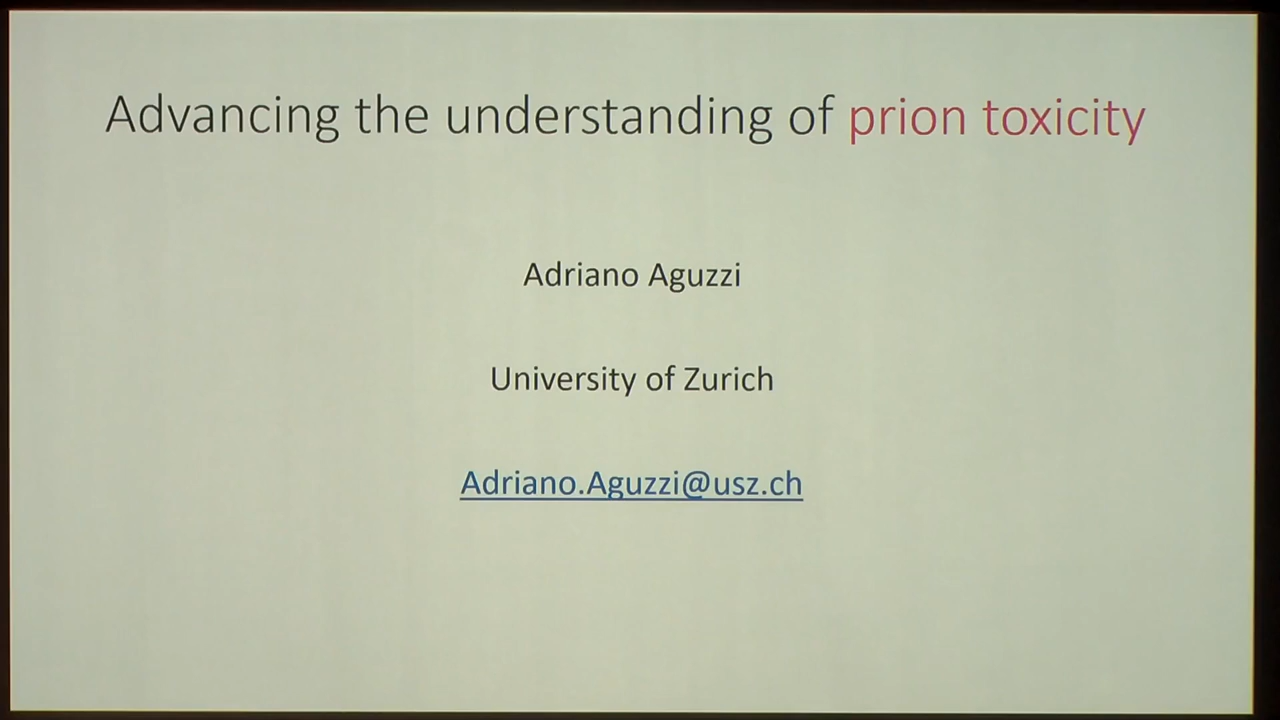 Advancing the understanding of prion toxicity
Adriano Aguzzi
University of Zurich
Adriano.Aguzzi@usz.ch